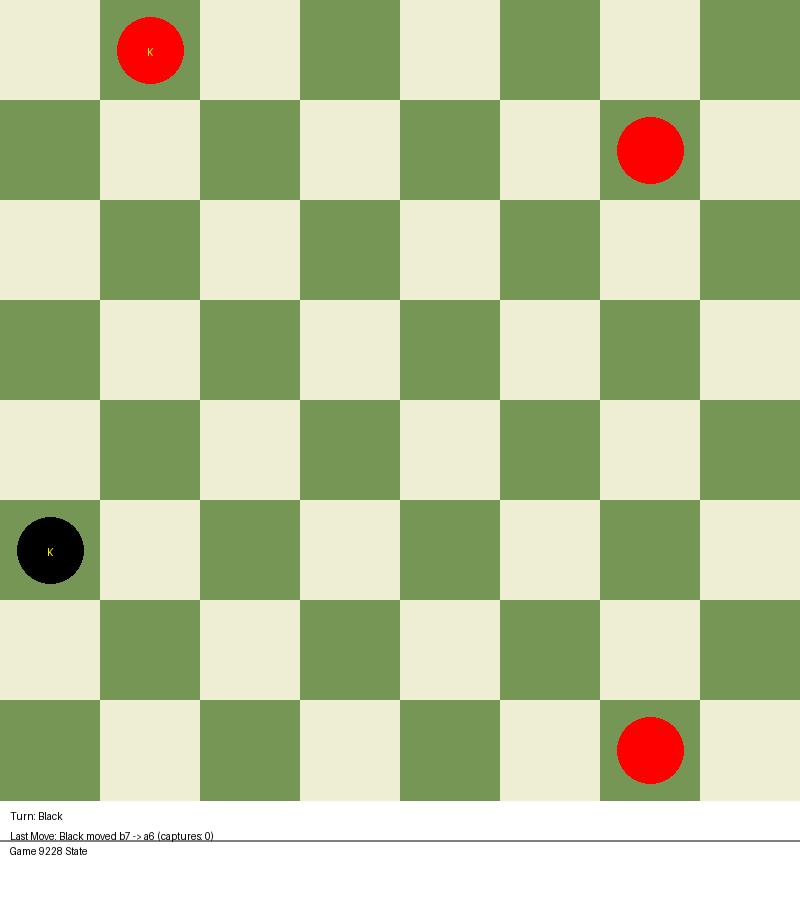 K
K
Turn: Black
Last Move: Black moved b7 -> a6 (captures: 0)
Game 9228 State